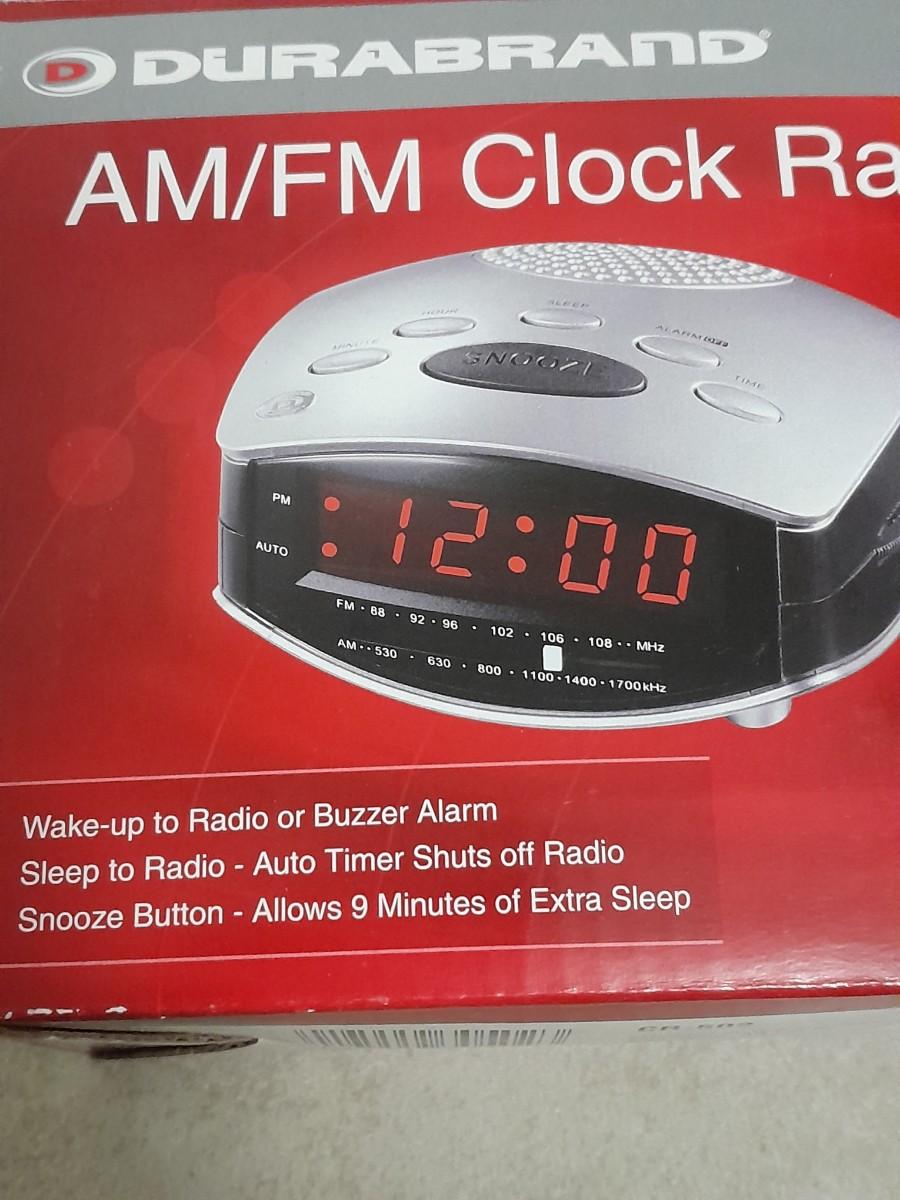 D DURABRAND®
AM/FM Clock Ra
SLEEP
HOUR
ALARM OFF
MINUTE
SNOOZE
TIME
D
PM
AUTO
:12:00
FM · 88 · 92 · 96 · 102 · 106 · 108 ·· MHz
AM ·· 530 · 630 · 800 · 1100 · 1400 · 1700kHz
Wake-up to Radio or Buzzer Alarm
Sleep to Radio - Auto Timer Shuts off Radio
Snooze Button - Allows 9 Minutes of Extra Sleep